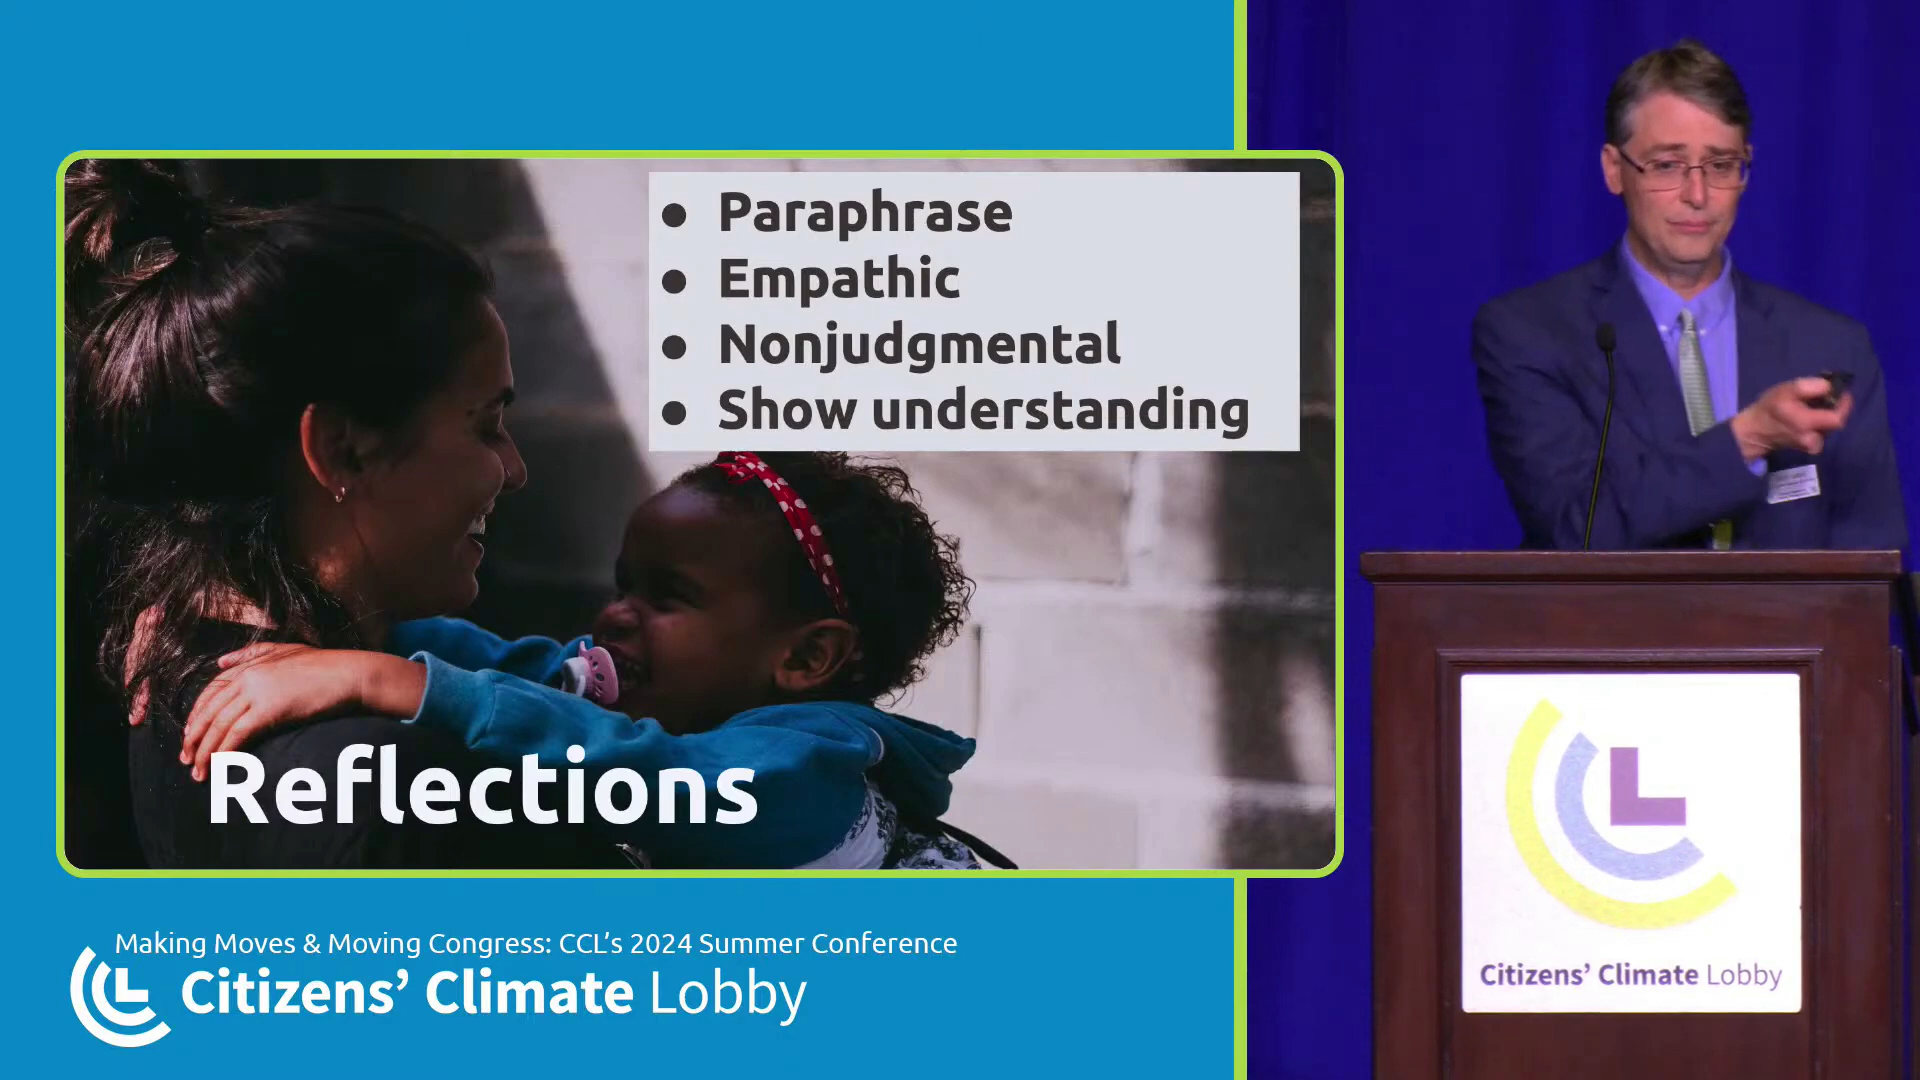 ● Paraphrase
● Empathic
● Nonjudgmental
● Show understanding
Reflections
Making Moves & Moving Congress: CCL’s 2024 Summer Conference
Citizens’ Climate Lobby
Citizens’ Climate Lobby